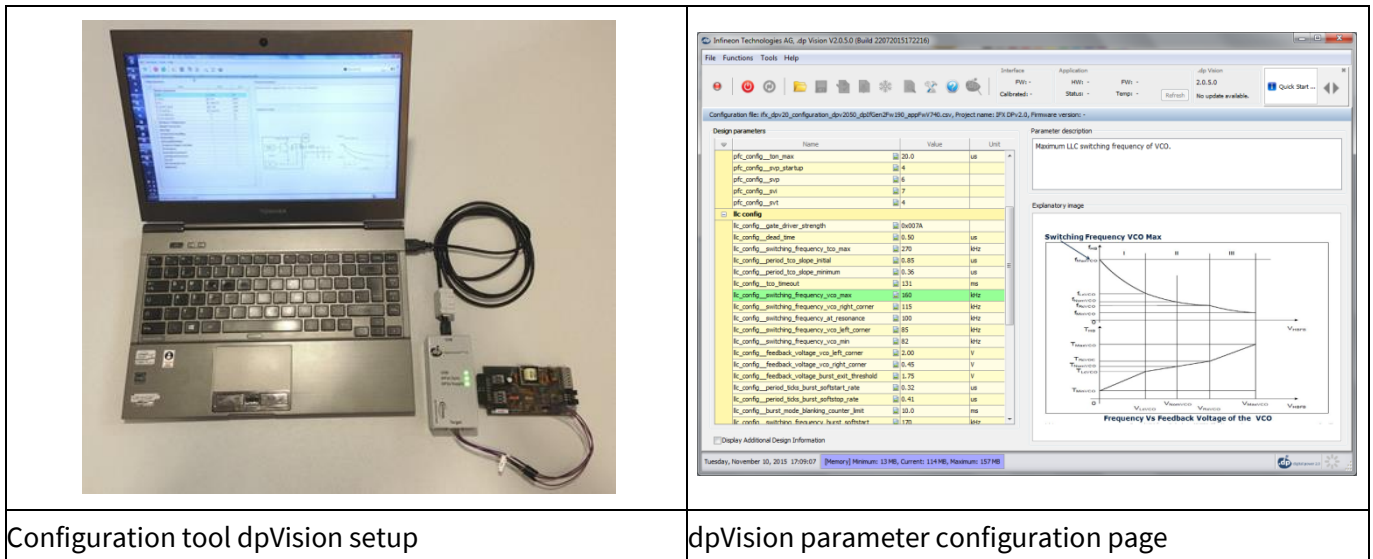 TOSHIBA
USB
Target
Configuration tool dpVision setup
Infineon Technologies AG, .dp Vision V2.0.5.0 (Build 22072015172216)
File Functions Tools Help
Interface Application .dp Vision
FW: - HW: - FW: - 2.0.5.0
Calibrated: - Status: - Temp: - Refresh No update available.
Quick Start ...
Configuration file: ifx_dpv20_configuration_dpv2050_dpIfGen2Fw190_appFwV740.csv, Project name: IFX DPv2.0, Firmware version: -
Design parameters
Name Value Unit
pfc_config__ton_max 20.0 us
pfc_config__svp_startup 4
pfc_config__svp 6
pfc_config__svi 7
pfc_config__svt 4
llc config
llc_config__gate_driver_strength 0x007A
llc_config__dead_time 0.50 us
llc_config__switching_frequency_tco_max 270 kHz
llc_config__period_tco_slope_initial 0.85 us
llc_config__period_tco_slope_minimum 0.36 us
llc_config__tco_timeout 131 ms
llc_config__switching_frequency_vco_max 160 kHz
llc_config__switching_frequency_vco_right_corner 115 kHz
llc_config__switching_frequency_at_resonance 100 kHz
llc_config__switching_frequency_vco_left_corner 85 kHz
llc_config__switching_frequency_vco_min 82 kHz
llc_config__feedback_voltage_vco_left_corner 2.00 V
llc_config__feedback_voltage_vco_right_corner 0.45 V
llc_config__feedback_voltage_burst_exit_threshold 1.75 V
llc_config__period_ticks_burst_softstart_rate 0.32 us
llc_config__period_ticks_burst_softstop_rate 0.41 us
llc_config__burst_mode_blanking_counter_limit 10.0 ms
llc_config__switching_frequency_burst_softstart 170 kHz
Display Additional Design Information
Parameter description
Maximum LLC switching frequency of VCO.
Explanatory image
Switching Frequency VCO Max
I II III
0
0
Frequency Vs Feedback Voltage of the VCO
Tuesday, November 10, 2015 17:09:07 [Memory] Minimum: 13 MB, Current: 114 MB, Maximum: 157 MB
.dp
dpVision parameter configuration page